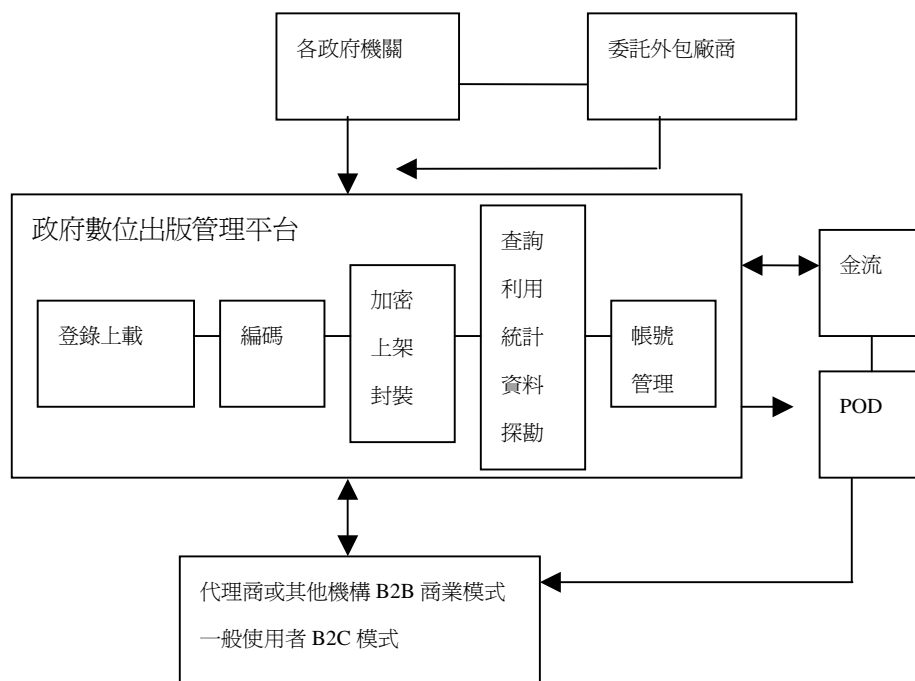 各政府機關
委託外包廠商
政府數位出版管理平台
登錄上載
編碼
加密
上架
封裝
查詢
利用
統計
資料
探勘
帳號
管理
金流
POD
代理商或其他機構 B2B 商業模式
一般使用者 B2C 模式